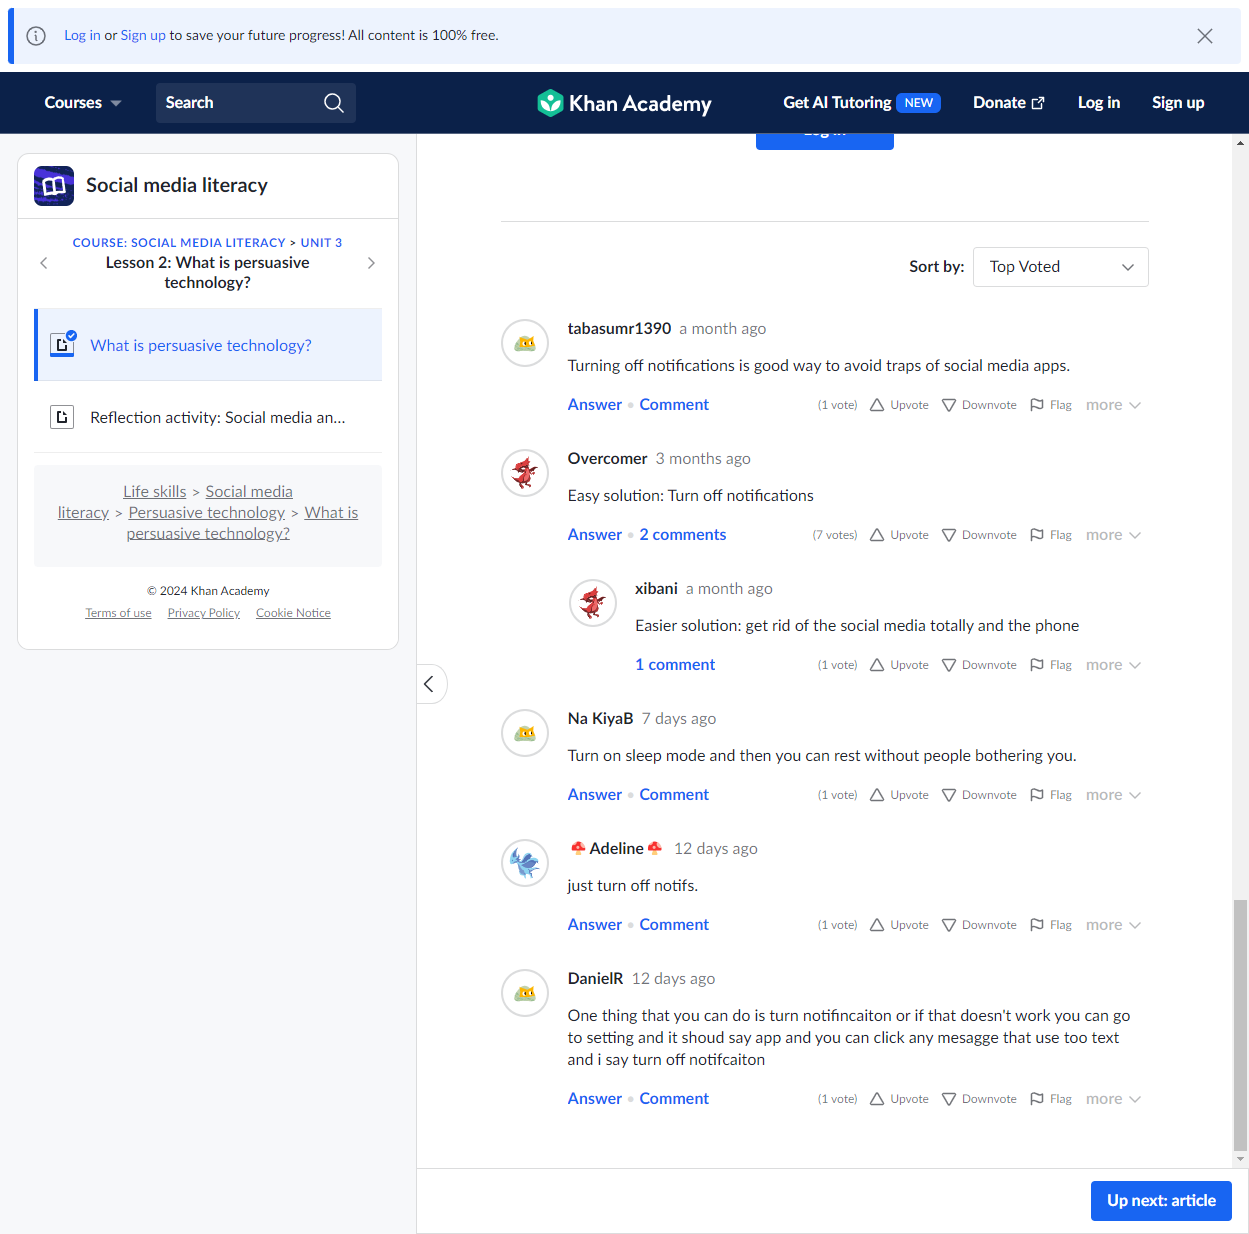 Log in or Sign up to save your future progress! All content is 100% free.
Courses
Search
Khan Academy
Get AI Tutoring NEW
Donate
Log in
Sign up
Social media literacy
COURSE: SOCIAL MEDIA LITERACY > UNIT 3
Lesson 2: What is persuasive
technology?
What is persuasive technology?
Reflection activity: Social media an...
Life skills > Social media
literacy > Persuasive technology > What is
persuasive technology?
© 2024 Khan Academy
Terms of use Privacy Policy Cookie Notice
Log in
Sort by: Top Voted
tabasumr1390 a month ago
Turning off notifications is good way to avoid traps of social media apps.
Answer • Comment (1 vote) Upvote Downvote Flag more
Overcomer 3 months ago
Easy solution: Turn off notifications
Answer • 2 comments (7 votes) Upvote Downvote Flag more
xibani a month ago
Easier solution: get rid of the social media totally and the phone
1 comment (1 vote) Upvote Downvote Flag more
Na KiyaB 7 days ago
Turn on sleep mode and then you can rest without people bothering you.
Answer • Comment (1 vote) Upvote Downvote Flag more
🍄Adeline🍄 12 days ago
just turn off notifs.
Answer • Comment (1 vote) Upvote Downvote Flag more
DanielR 12 days ago
One thing that you can do is turn notifincaiton or if that doesn't work you can go
to setting and it shoud say app and you can click any mesagge that use too text
and i say turn off notifcaiton
Answer • Comment (1 vote) Upvote Downvote Flag more
Up next: article